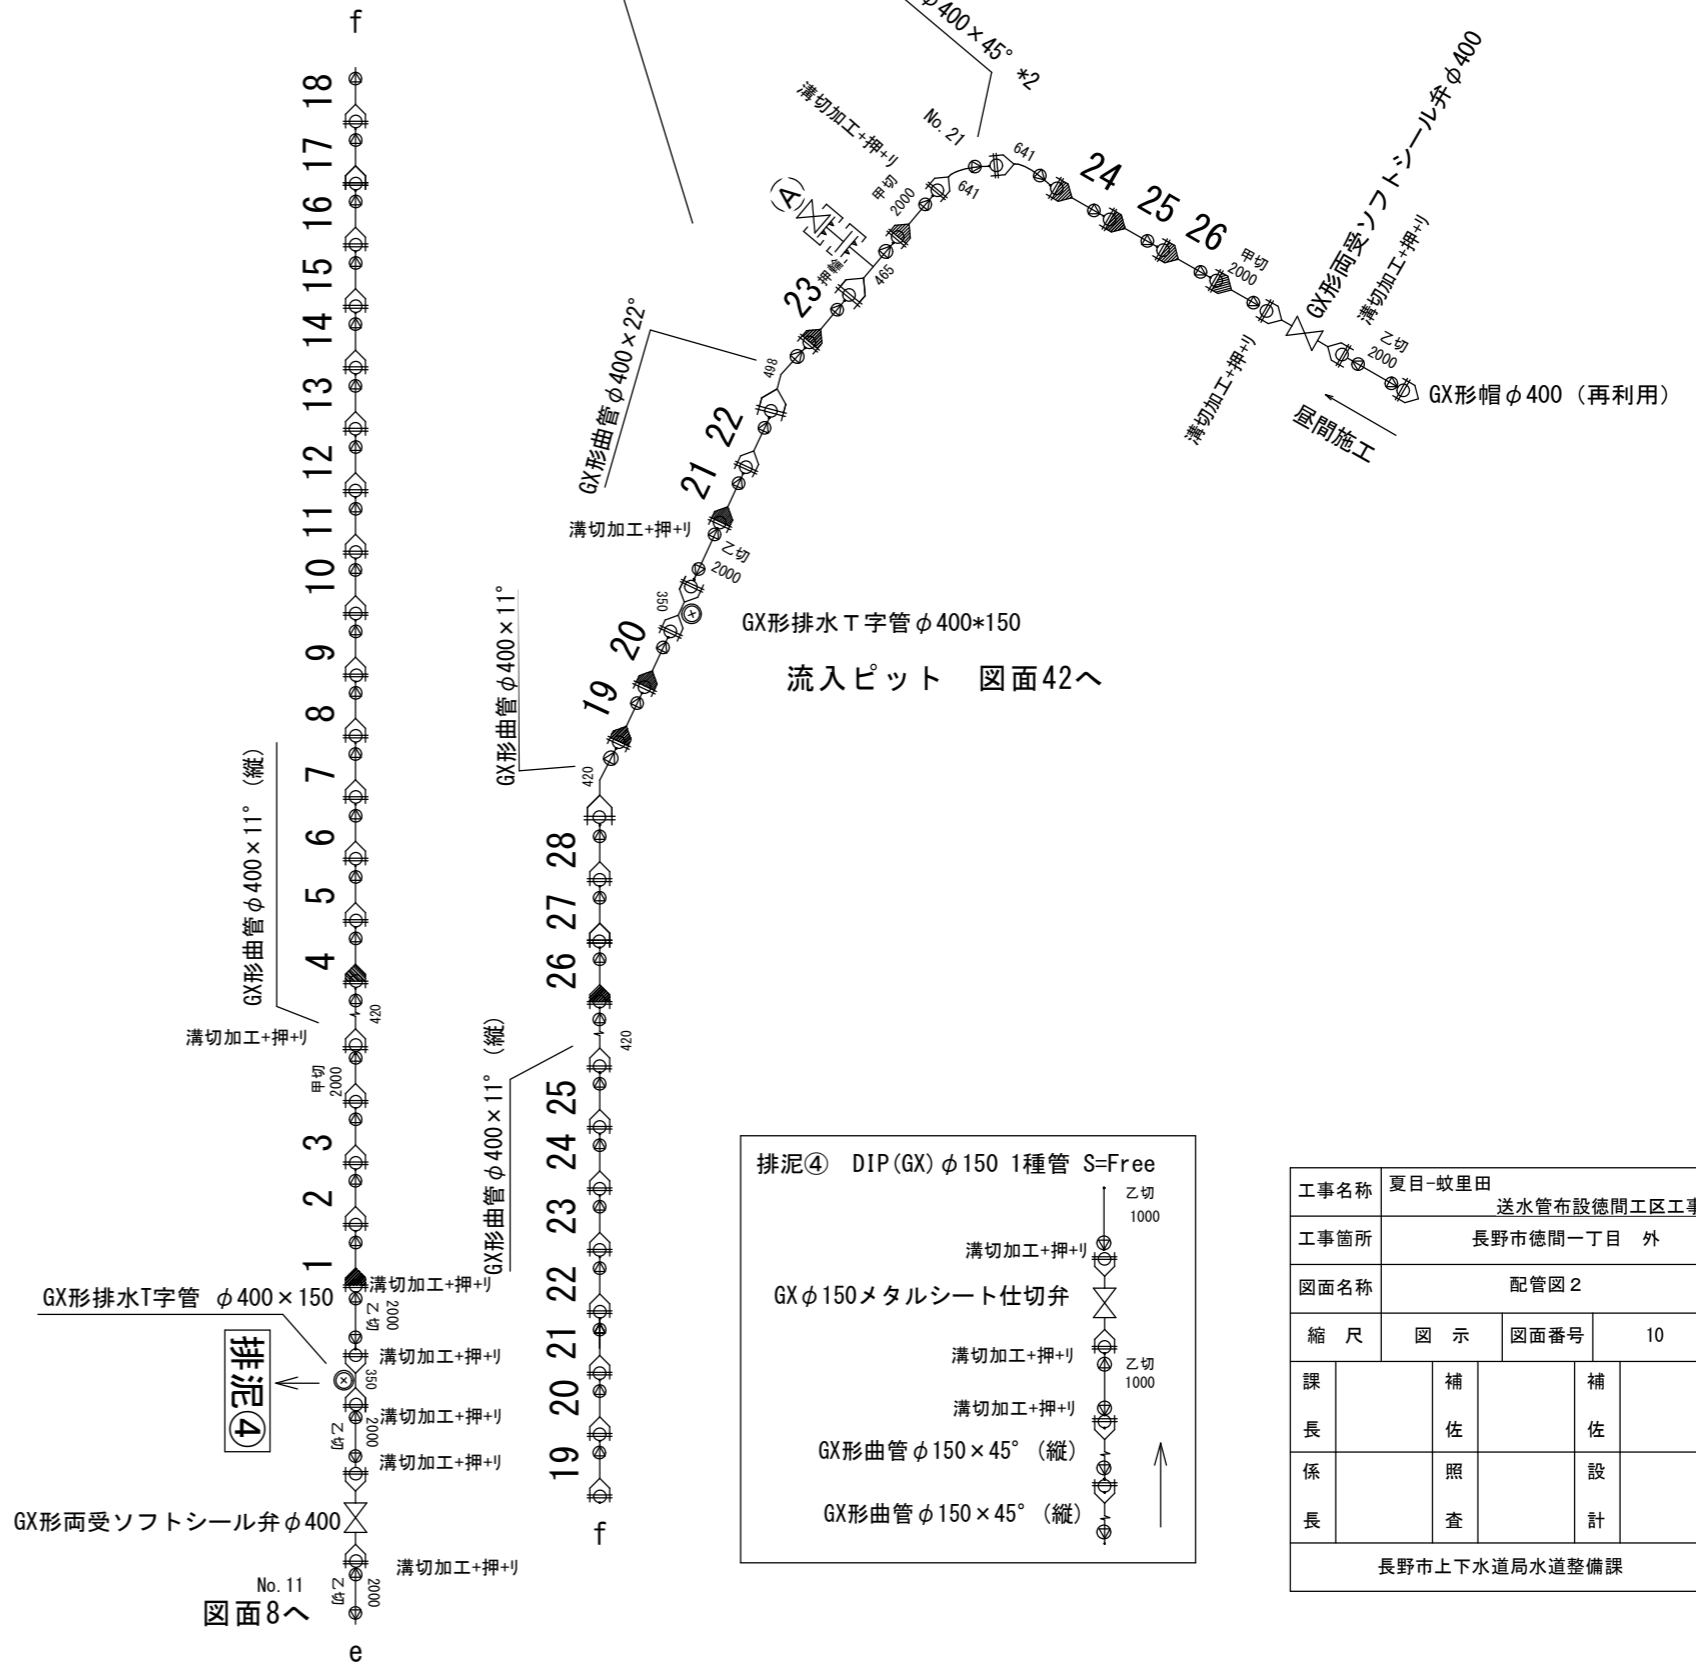 f
18
17
16
15
14
13
12
11
10
9
8
7
6
5
4
3
2
1
GX形曲管φ400×11°（縦）
420
溝切加工+押+リ
甲切
2000
溝切加工+押+リ
GX形排水T字管 φ400×150
2000
乙切
溝切加工+押+リ
350
排泥④
溝切加工+押+リ
2000
乙切
溝切加工+押+リ
GX形両受ソフトシール弁φ400
溝切加工+押+リ
No.11
乙切
2000
図面8へ
e
φ400×45° *2
溝切加工+押+リ
No.21
641
641
甲切
2000
A
押輪
465
23
24
25
26
甲切
2000
GX形両受ソフトシール弁φ400
溝切加工+押+リ
溝切加工+押+リ
乙切
2000
GX形帽φ400（再利用）
昼間施工
GX形曲管φ400×22°
498
22
21
溝切加工+押+リ
乙切
2000
350
GX形排水T字管φ400*150
流入ピット　図面42へ
20
19
GX形曲管φ400×11°
420
28
27
26
420
GX形曲管φ400×11°（縦）
25
24
23
22
21
20
19
f
排泥④　DIP(GX)φ150 1種管 S=Free
乙切
1000
溝切加工+押+リ
GXφ150メタルシート仕切弁
溝切加工+押+リ
乙切
1000
溝切加工+押+リ
GX形曲管φ150×45°（縦）
GX形曲管φ150×45°（縦）
工事名称　夏目-蚊里田
送水管布設徳間工区工事
工事箇所　長野市徳間一丁目　外
図面名称　配管図2
縮　尺　図　示　図面番号　10
課長　補佐　補佐
係長　照査　設計
長野市上下水道局水道整備課